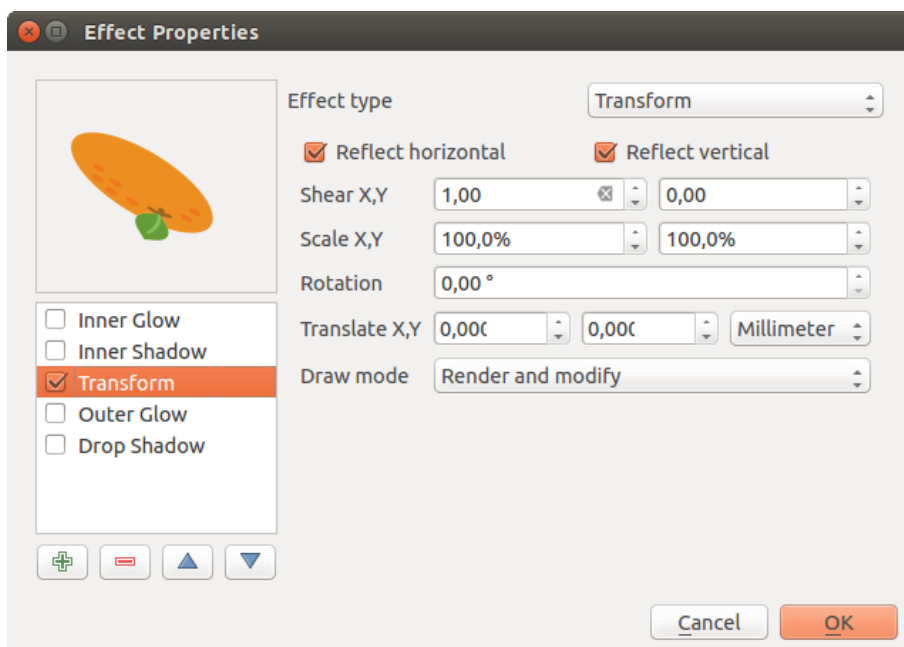 Effect Properties
Effect type Transform
Reflect horizontal Reflect vertical
Shear X,Y 1,00 0,00
Scale X,Y 100,0% 100,0%
Rotation 0,00 °
Translate X,Y 0,000 0,000 Millimeter
Draw mode Render and modify
Inner Glow
Inner Shadow
Transform
Outer Glow
Drop Shadow
Cancel OK